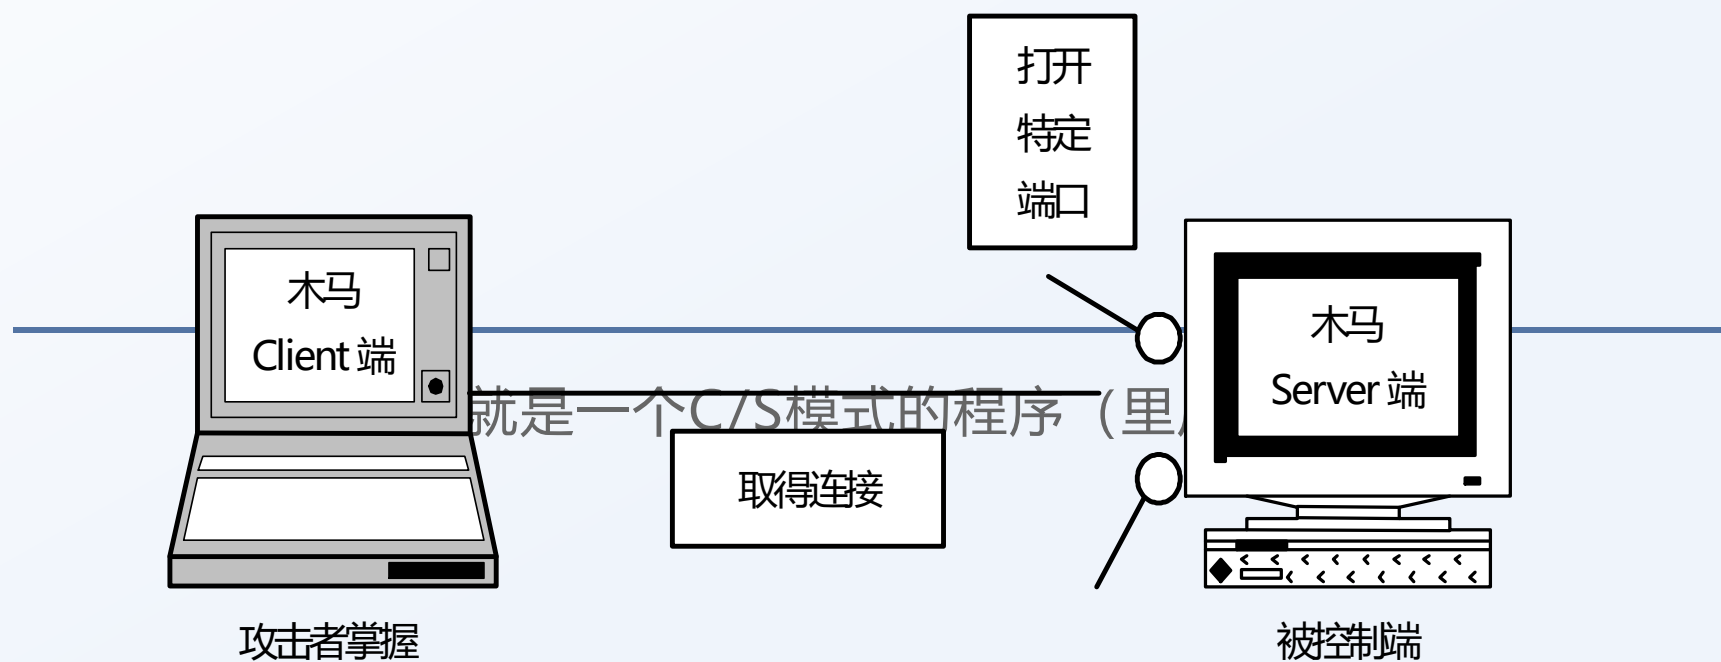 打开
特定
端口
木马
Client 端
木马
Server 端
就是一个C/S模式的程序（里
取得连接
攻击者掌握
被控制端